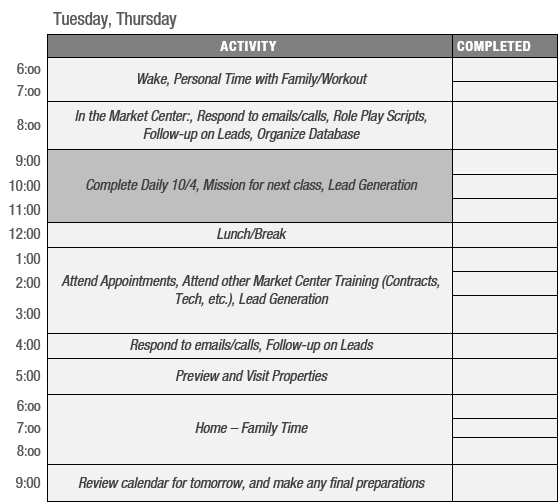 Tuesday, Thursday
ACTIVITY COMPLETED
6:00
Wake, Personal Time with Family/Workout
7:00
In the Market Center:, Respond to emails/calls, Role Play Scripts,
8:00
Follow-up on Leads, Organize Database
9:00
10:00 Complete Daily 10/4, Mission for next class, Lead Generation
11:00
12:00 Lunch/Break
1:00
2:00 Attend Appointments, Attend other Market Center Training (Contracts,
Tech, etc.), Lead Generation
3:00
4:00 Respond to emails/calls, Follow-up on Leads
5:00 Preview and Visit Properties
6:00
7:00 Home – Family Time
8:00
9:00 Review calendar for tomorrow, and make any final preparations